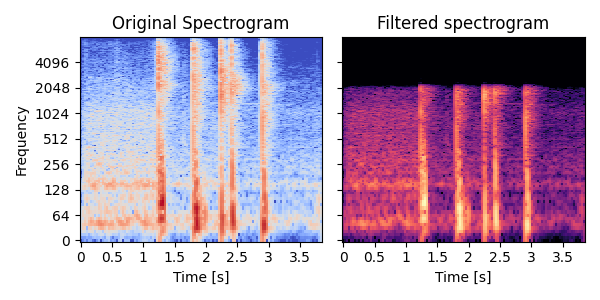 Original Spectrogram
Filtered spectrogram
Frequency
4096
2048
1024
512
256
128
64
0
0 0.5 1 1.5 2 2.5 3 3.5
0 0.5 1 1.5 2 2.5 3 3.5
Time [s]
Time [s]